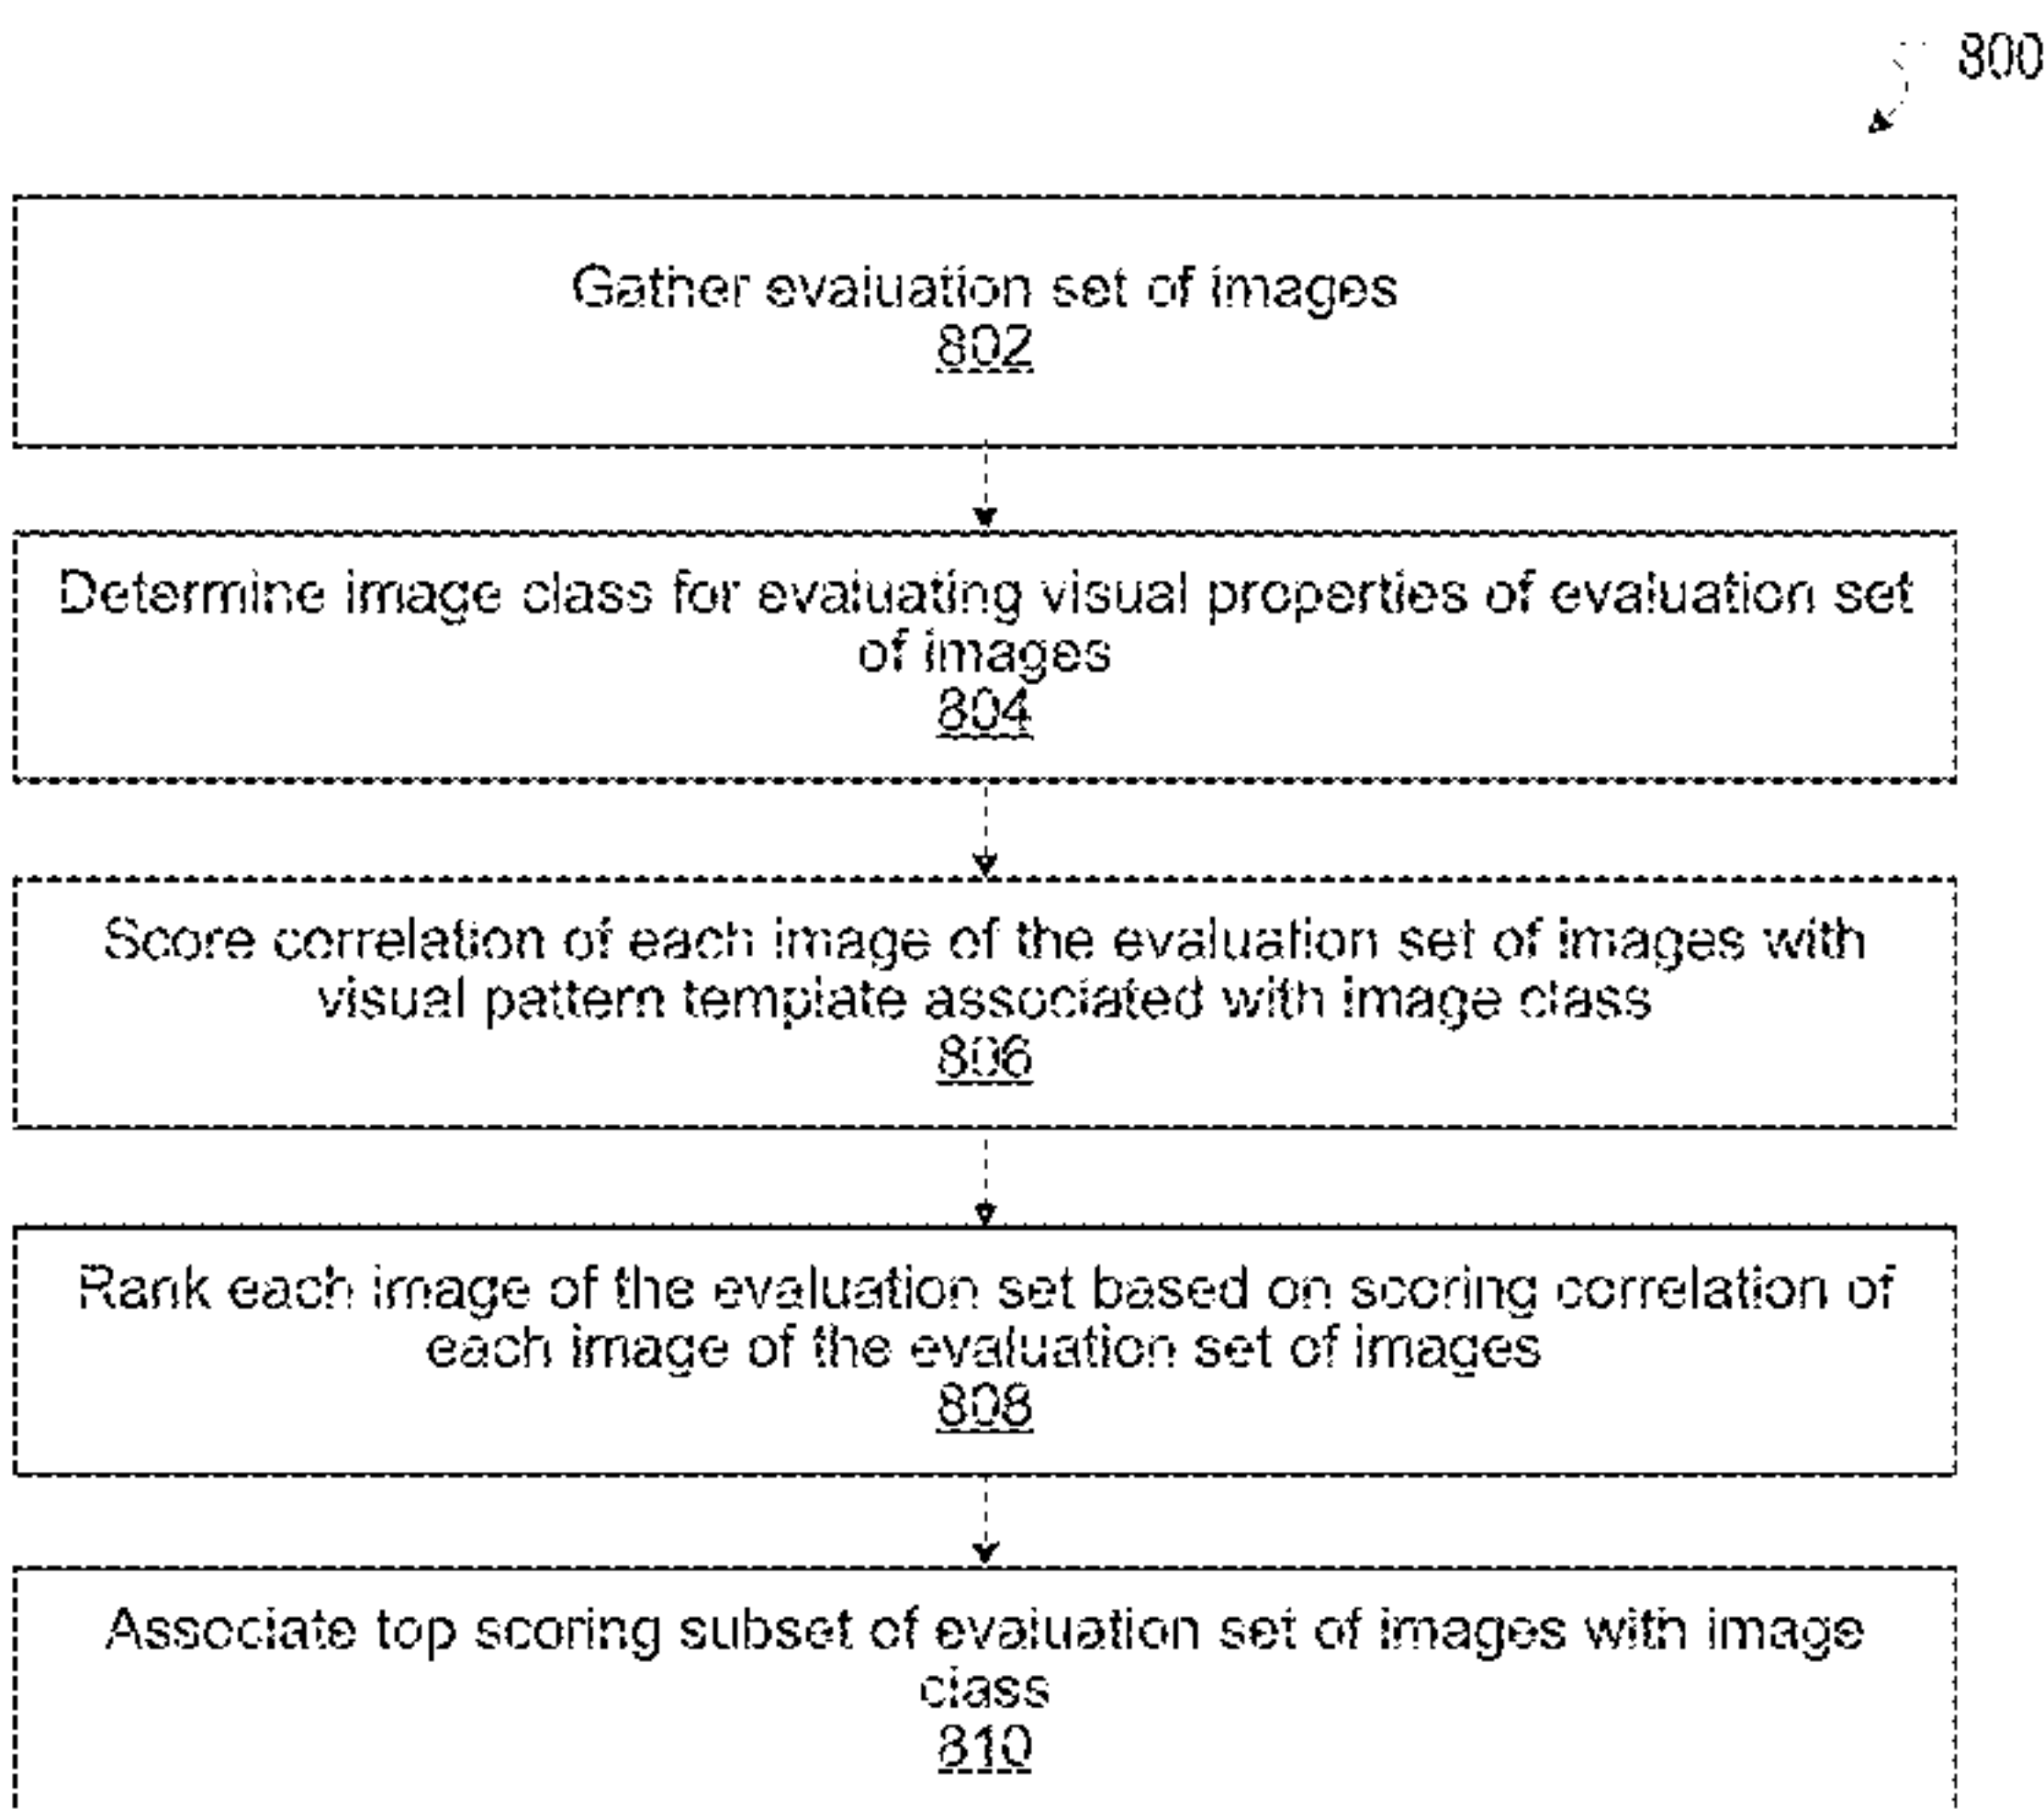 800
Gather evaluation set of images
802
Determine image class for evaluating visual properties of evaluation set
of images
804
Score correlation of each image of the evaluation set of images with
visual pattern template associated with image class
806
Rank each image of the evaluation set based on scoring correlation of
each image of the evaluation set of images
808
Associate top scoring subset of evaluation set of images with image
class
810